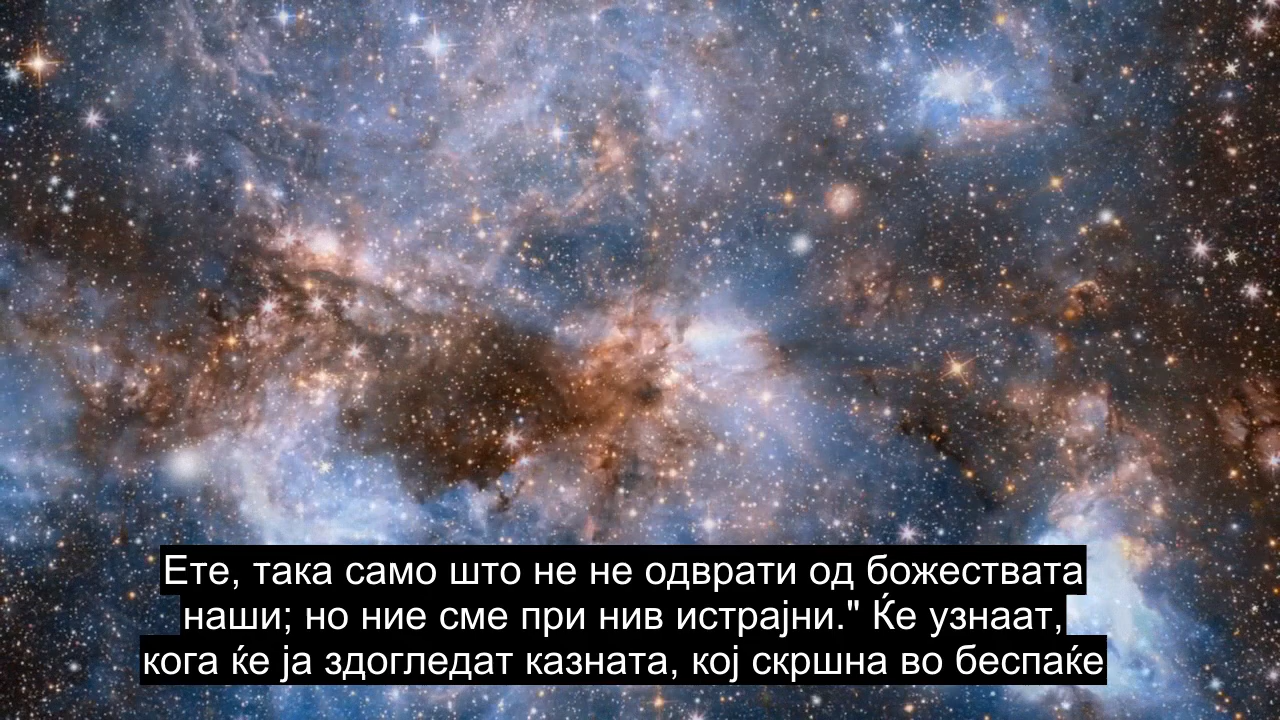 Ете, така само што не не одврати од божествата
наши; но ние сме при нив истрајни." Ќе узнаат,
кога ќе ја здогледат казната, кој скршна во беспаќе